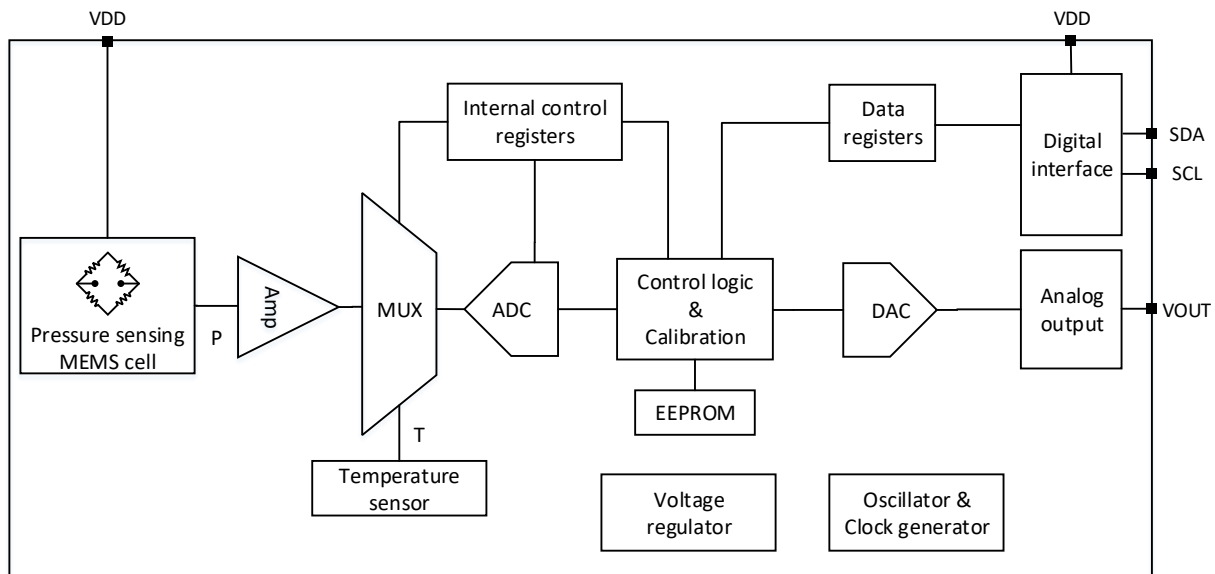 VDD
VDD
Internal control
registers
Data
registers
Digital
interface
SDA
SCL
Pressure sensing
MEMS cell
P
Amp
MUX
ADC
Control logic
&
Calibration
DAC
Analog
output
VOUT
EEPROM
T
Temperature
sensor
Voltage
regulator
Oscillator &
Clock generator